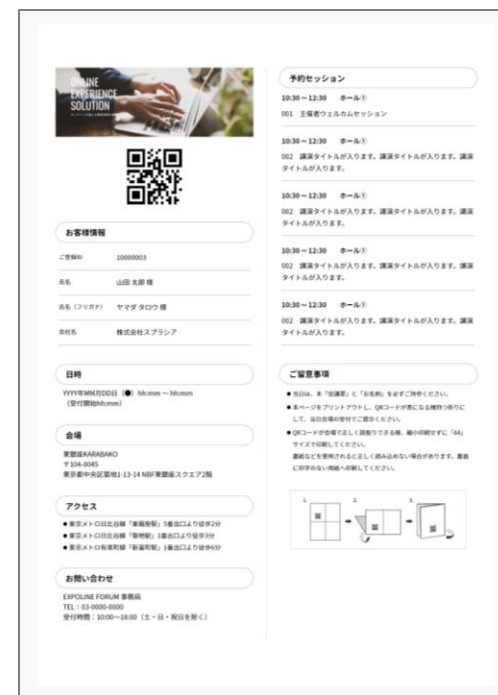 ONLINE
EXPERIENCE
SOLUTION
お客様情報
ご登録ID 10000003
氏名 山田 太郎 様
氏名（フリガナ） ヤマダ タロウ 様
会社名 株式会社スプラシア
日時
YYYY年MM月DD日（●）hh:mm ～ hh:mm
（受付開始hh:mm）
会場
東銀座KARABAKO
〒104-0045
東京都中央区築地1-13-14 NBF東銀座スクエア2階
アクセス
●東京メトロ日比谷線「東銀座駅」5番出口より徒歩2分
●東京メトロ日比谷線「築地駅」2番出口より徒歩3分
●東京メトロ有楽町線「新富町駅」1番出口より徒歩6分
お問い合わせ
EXPOLINE FORUM 事務局
TEL：03-0000-0000
受付時間：10:00～18:00（土・日・祝日を除く）
予約セッション
10:30～12:30 ホール①
001 主催者ウェルカムセッション
10:30～12:30 ホール①
002 講演タイトルが入ります。講演タイトルが入ります。講演
タイトルが入ります。
10:30～12:30 ホール①
002 講演タイトルが入ります。講演タイトルが入ります。講演
タイトルが入ります。
10:30～12:30 ホール①
002 講演タイトルが入ります。講演タイトルが入ります。講演
タイトルが入ります。
10:30～12:30 ホール①
002 講演タイトルが入ります。講演タイトルが入ります。講演
タイトルが入ります。
ご留意事項
●当日は、本「受講票」と「お名刺」を必ずご持参ください。
●本ページをプリントアウトし、QRコードが表になる様四つ折りに
して、当日会場の受付でご提示ください。
●QRコードが会場で正しく読取りできる様、縮小印刷せずに「A4」
サイズで印刷してください。
裏紙などを使用されると正しく読み込めない場合があります。裏面
に印字のない用紙へ印刷してください。
1. 2. 3.